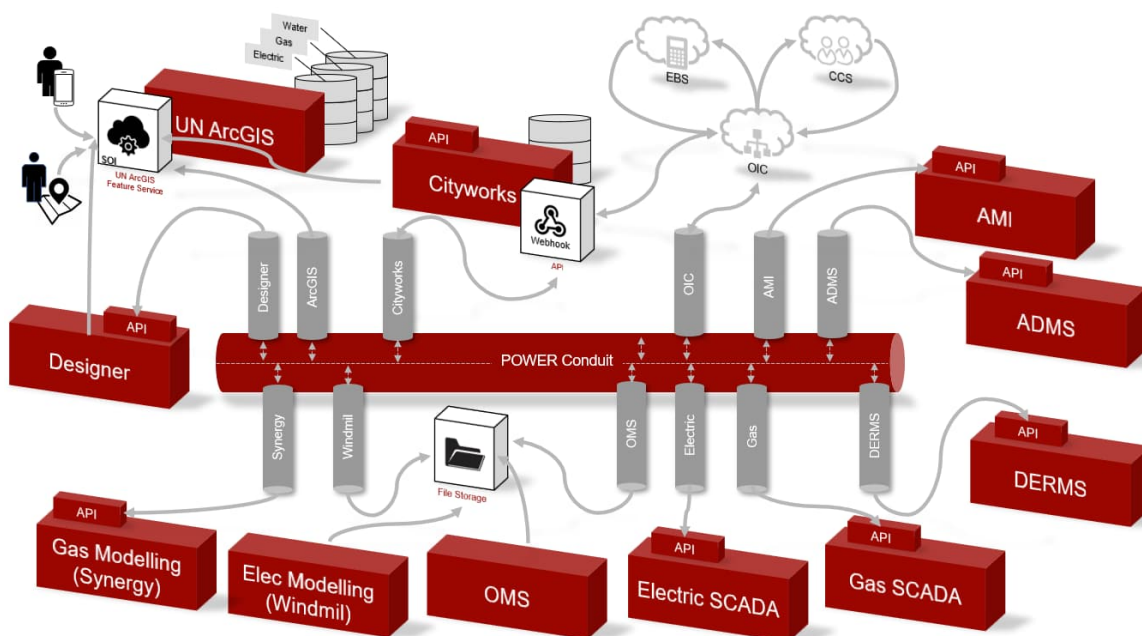 Water
Gas
Electric
UN ArcGIS
SOI
UN ArcGIS
Feature Service
API
Cityworks
Webhook
API
EBS
CCS
OIC
API
AMI
API
ADMS
API
Designer
Designer
ArcGIS
Cityworks
OIC
AMI
ADMS
POWER Conduit
Synergy
Windmil
OMS
Electric
Gas
DERMS
File Storage
API
DERMS
API
Gas Modelling
(Synergy)
Elec Modelling
(Windmil)
OMS
API
Electric SCADA
API
Gas SCADA